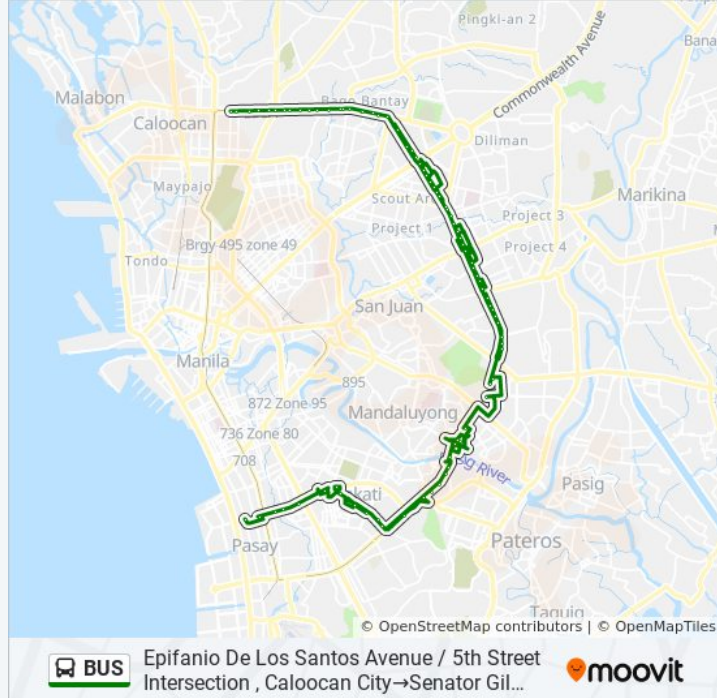 Pingki-an 2
Commonwealth Avenue
Bana
Malabon
Caloocan
Bago Bantay
Diliman
Maypajo
Scout Are
Marikina
Project 3
Project 1
Project 4
Brgy 495 zone 49
Tondo
San Juan
Manila
895
872 Zone 95
Mandaluyong
736 Zone 80
708
ig River
Pasig
kati
Pateros
Pasay
Taguig
© OpenStreetMap contributors | © OpenMapTiles
BUS
Epifanio De Los Santos Avenue / 5th Street
Intersection , Caloocan City→Senator Gil...
moovit